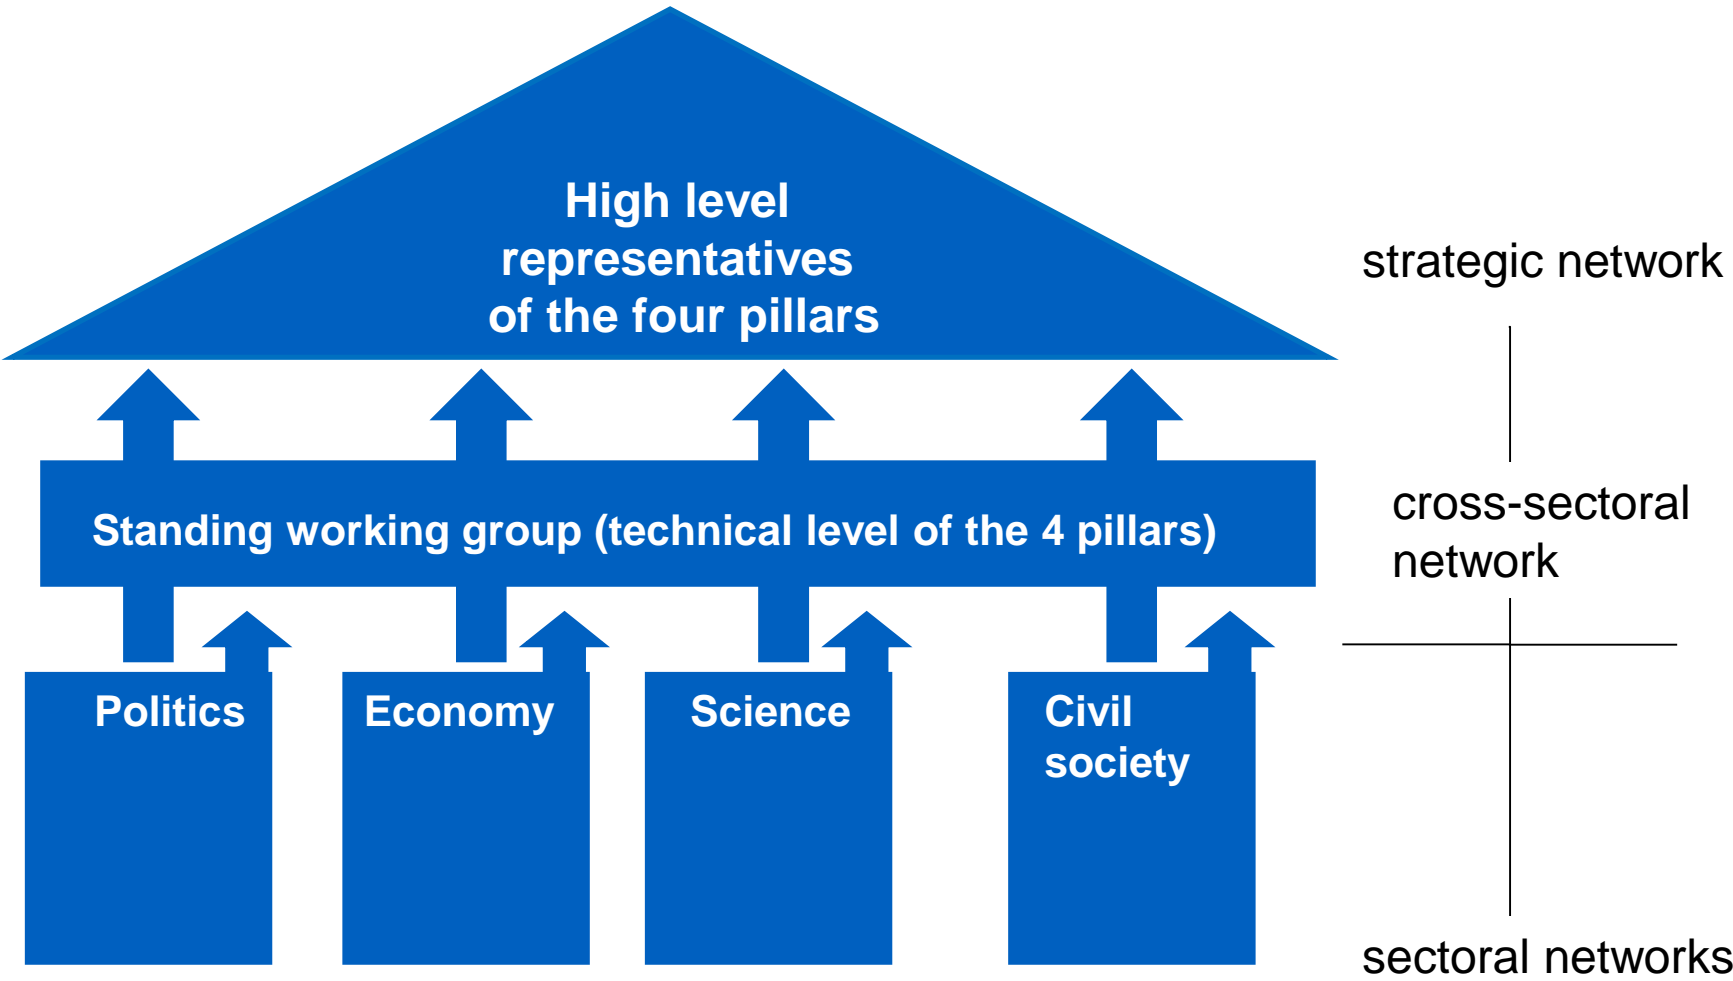 High level
representatives
of the four pillars
strategic network
cross-sectoral
network
Standing working group (technical level of the 4 pillars)
Politics
Economy
Science
Civil
society
sectoral networks